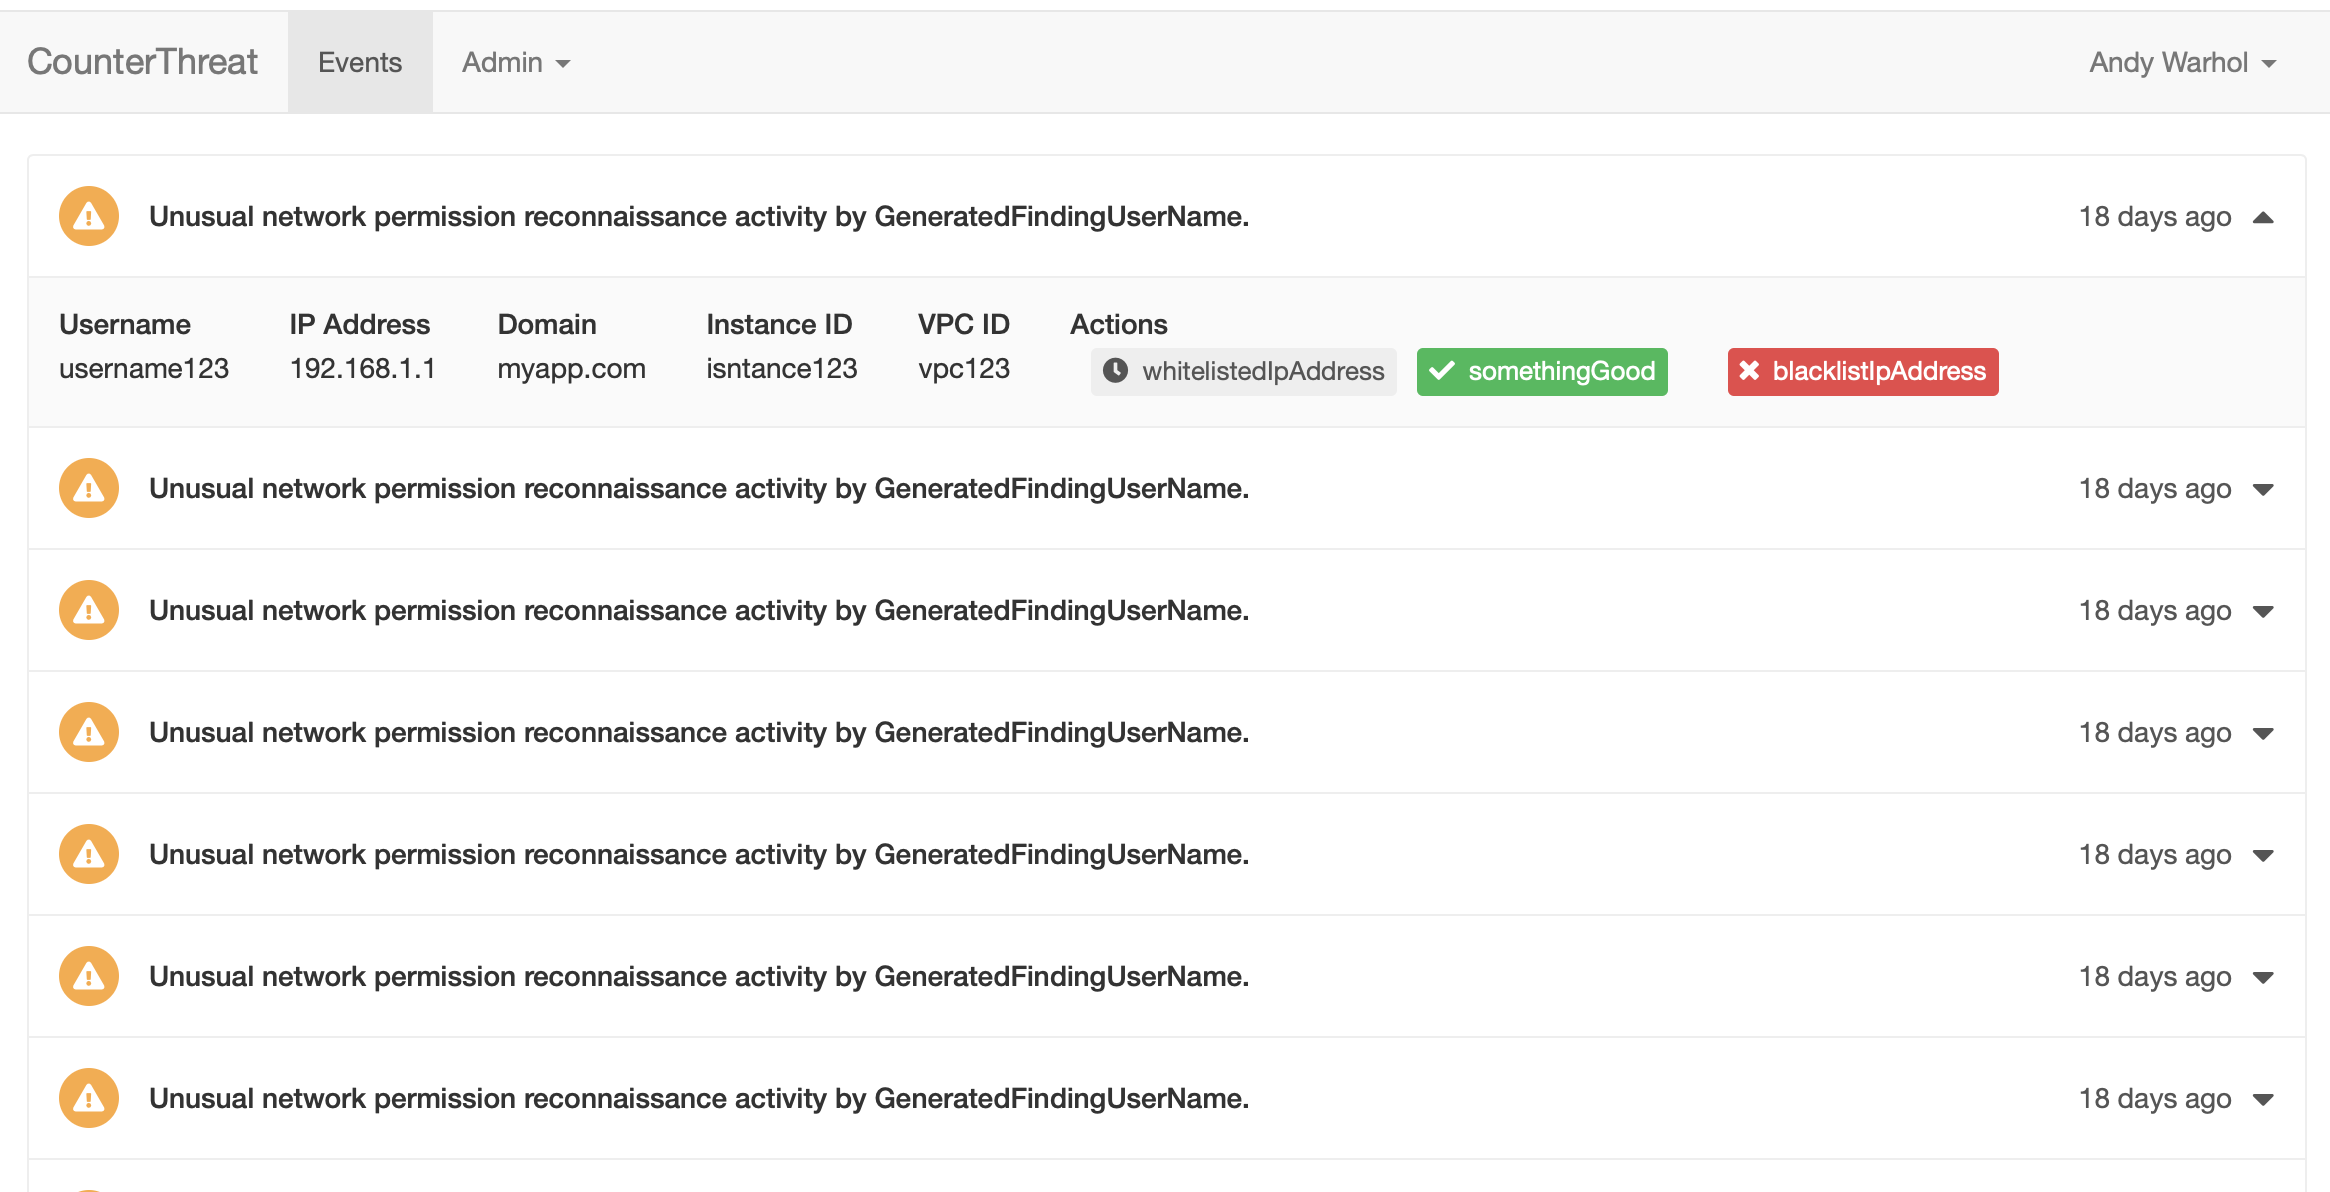 CounterThreat Events Admin Andy Warhol
Unusual network permission reconnaissance activity by GeneratedFindingUserName. 18 days ago
Username IP Address Domain Instance ID VPC ID Actions
username123 192.168.1.1 myapp.com isntance123 vpc123 whitelistedIpAddress somethingGood blacklistIpAddress
Unusual network permission reconnaissance activity by GeneratedFindingUserName. 18 days ago
Unusual network permission reconnaissance activity by GeneratedFindingUserName. 18 days ago
Unusual network permission reconnaissance activity by GeneratedFindingUserName. 18 days ago
Unusual network permission reconnaissance activity by GeneratedFindingUserName. 18 days ago
Unusual network permission reconnaissance activity by GeneratedFindingUserName. 18 days ago
Unusual network permission reconnaissance activity by GeneratedFindingUserName. 18 days ago